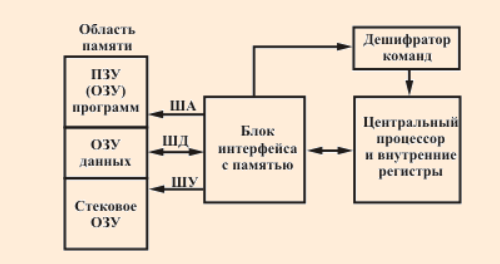 Область
памяти
ПЗУ
(ОЗУ)
программ
ОЗУ
данных
Стековое
ОЗУ
ША
ШД
ШУ
Блок
интерфейса
с памятью
Дешифратор
команд
Центральный
процессор
и внутренние
регистры